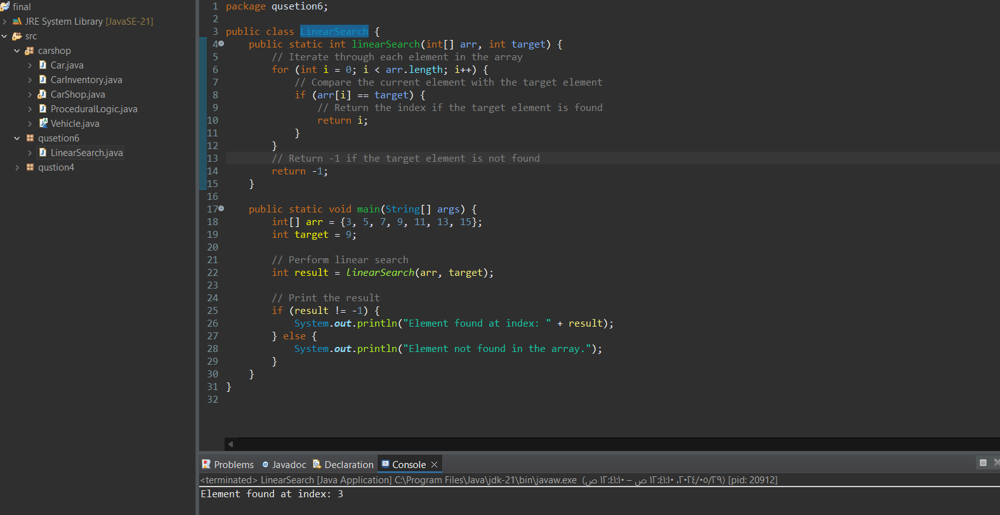 final
JRE System Library [JavaSE-21]
src
carshop
Car.java
CarInventory.java
CarShop.java
ProceduralLogic.java
Vehicle.java
qusetion6
LinearSearch.java
qustion4
1 package qusetion6;
2
3 public class LinearSearch {
4     public static int linearSearch(int[] arr, int target) {
5         // Iterate through each element in the array
6         for (int i = 0; i < arr.length; i++) {
7             // Compare the current element with the target element
8             if (arr[i] == target) {
9                 // Return the index if the target element is found
10                 return i;
11             }
12         }
13         // Return -1 if the target element is not found
14         return -1;
15     }
16
17     public static void main(String[] args) {
18         int[] arr = {3, 5, 7, 9, 11, 13, 15};
19         int target = 9;
20
21         // Perform linear search
22         int result = linearSearch(arr, target);
23
24         // Print the result
25         if (result != -1) {
26             System.out.println("Element found at index: " + result);
27         } else {
28             System.out.println("Element not found in the array.");
29         }
30     }
31 }
32
Problems @ Javadoc Declaration Console
<terminated> LinearSearch [Java Application] C:\Program Files\Java\jdk-21\bin\javaw.exe (٢٩/٠٥/٢٠٢٤، ١٢:٤١:١٠ ص – ١٢:٤١:١٠ ص) [pid: 20912]
Element found at index: 3